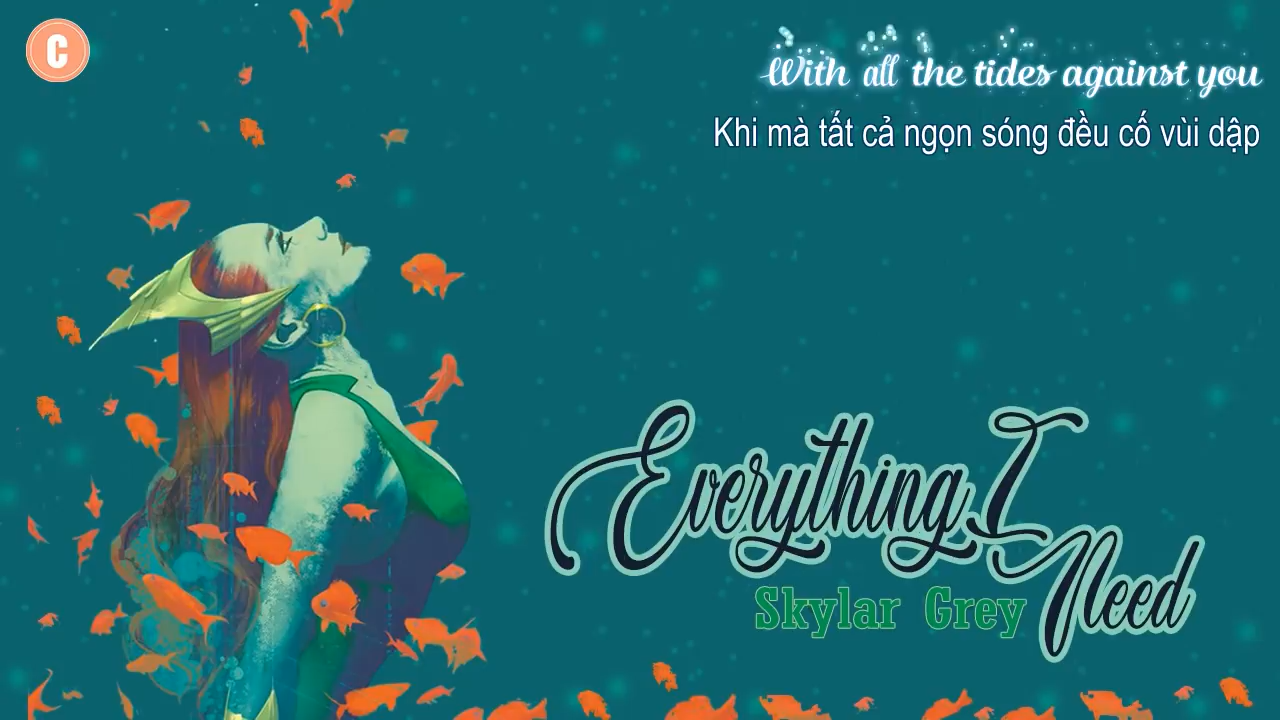 C
With all the tides against you
Khi mà tất cả ngọn sóng đều cố vùi dập
Everything I
Need
Skylar Grey